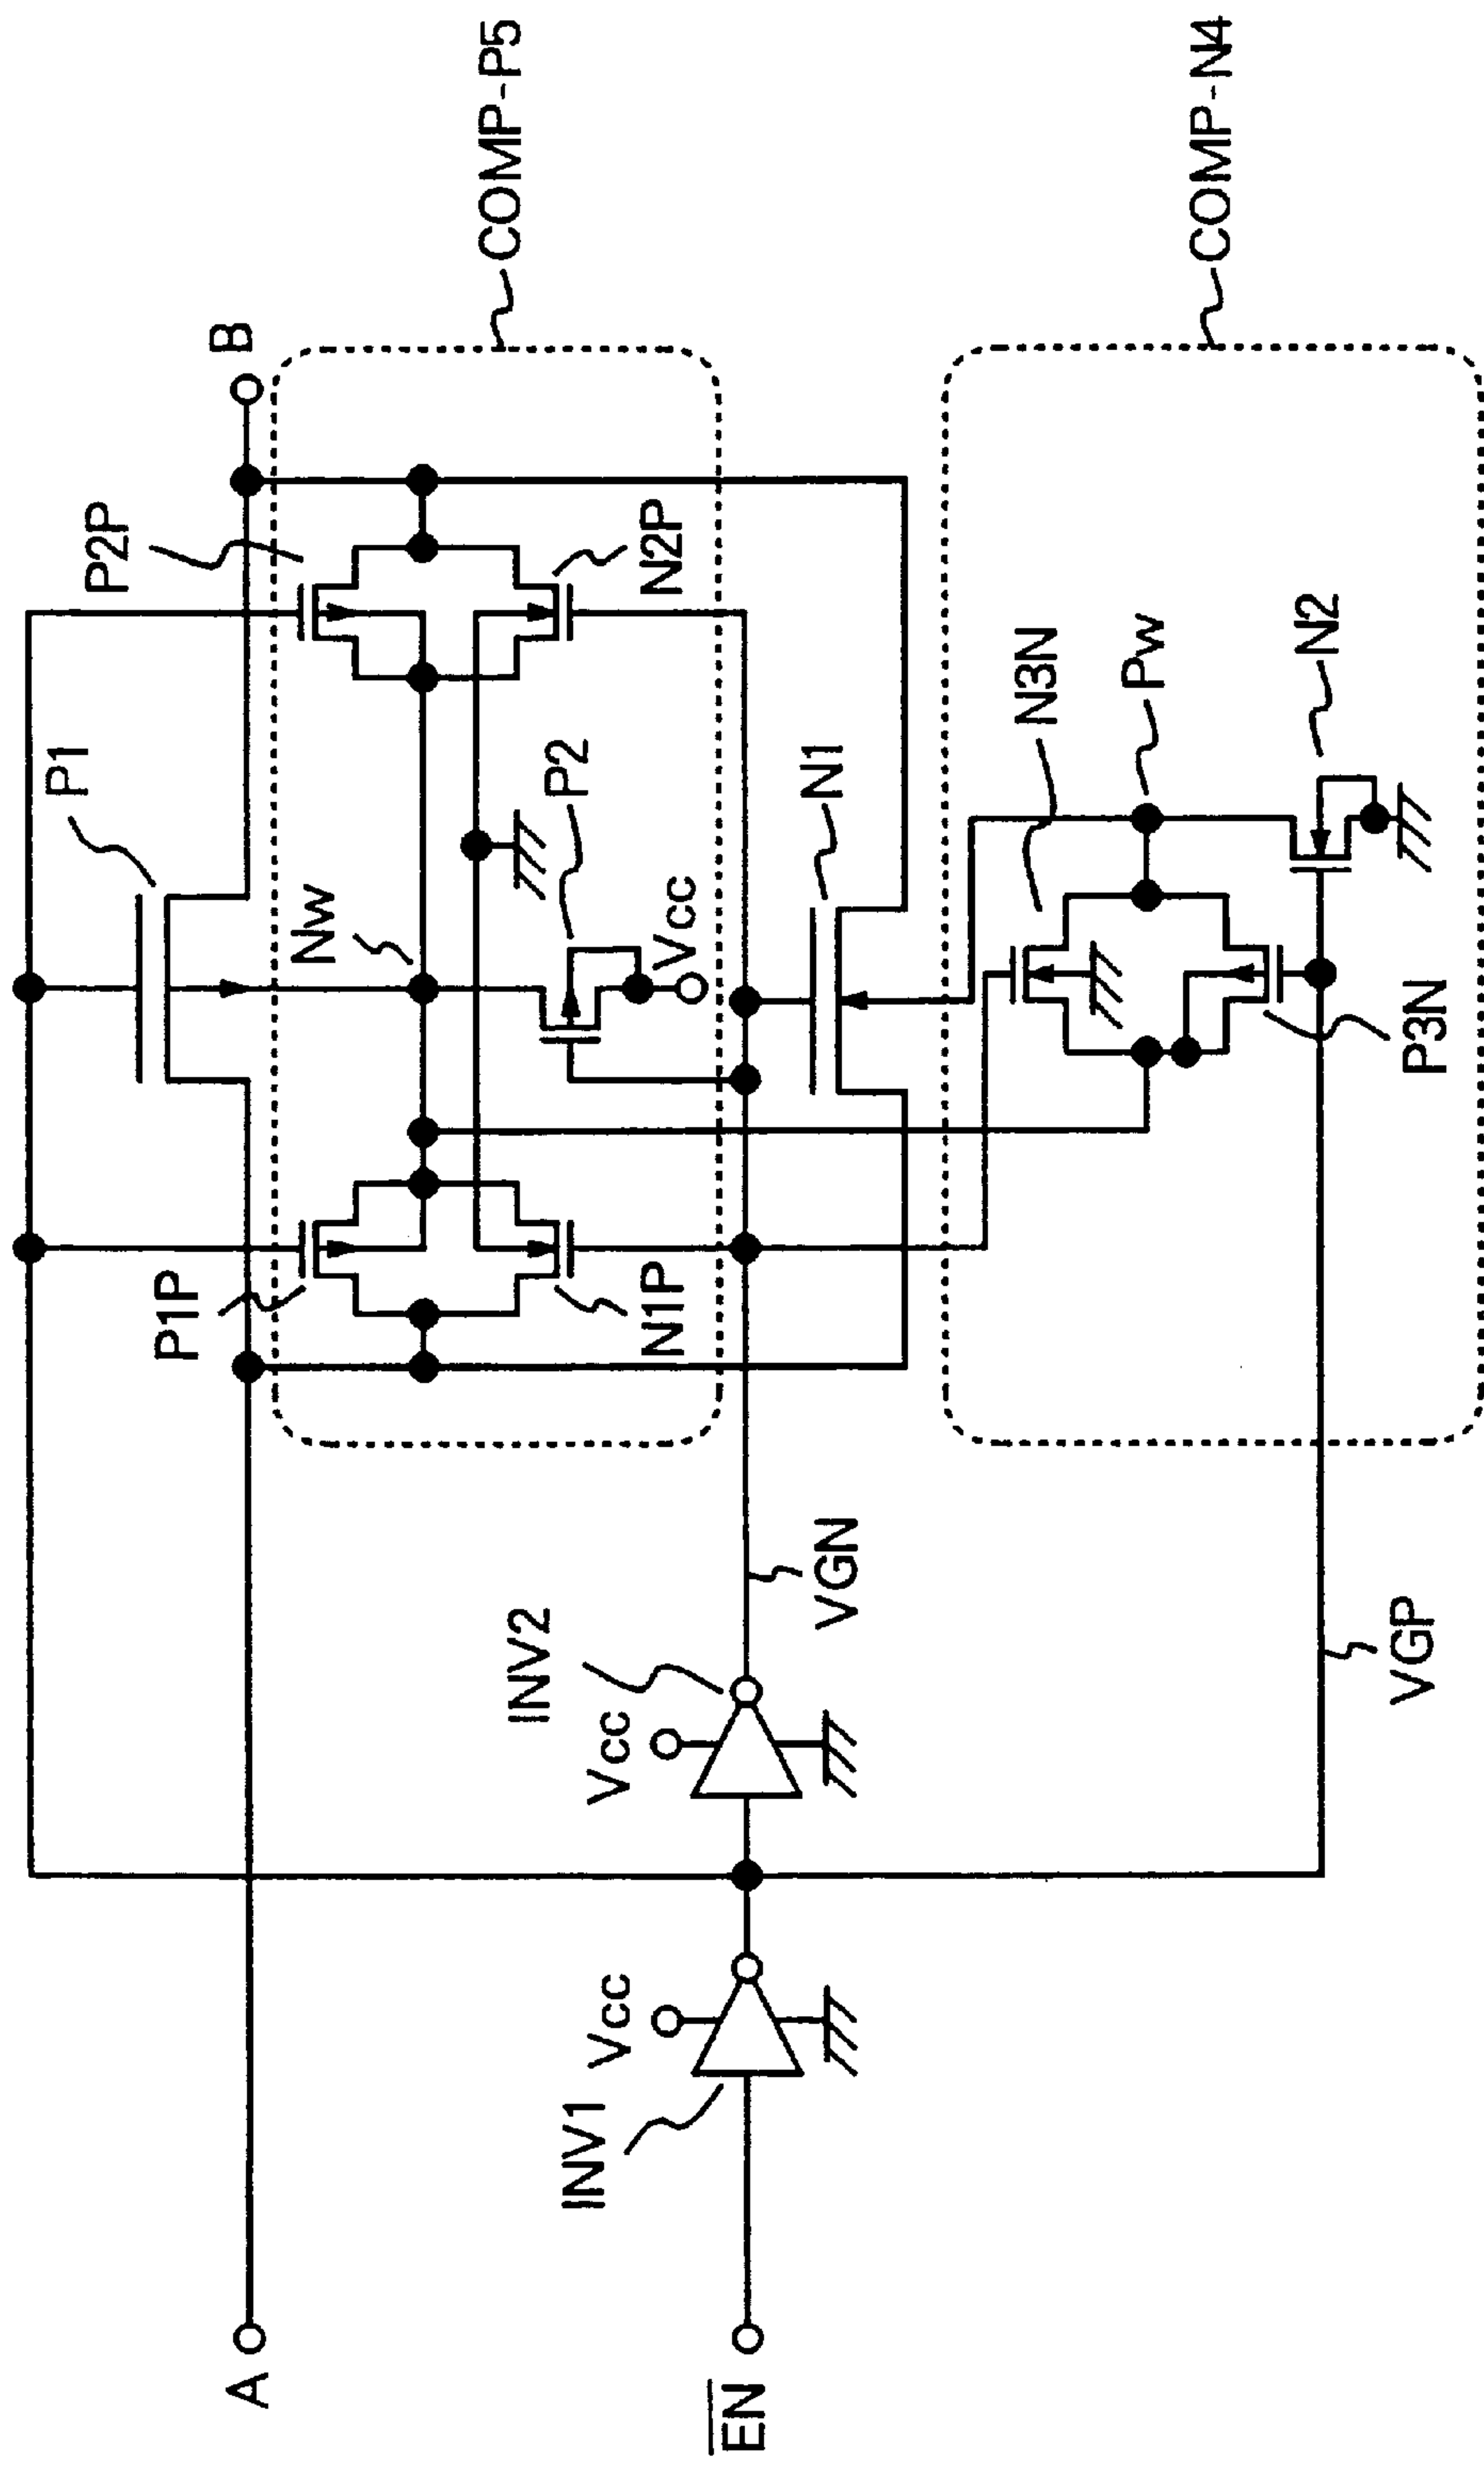 A
B
P1
P2P
COMP-P5
P1P
Nw
P2
Vcc
N1P
N2P
INV1
Vcc
INV2
Vcc
VGN
N1
EN
N3N
Pw
COMP-N4
VGP
P3N
N2